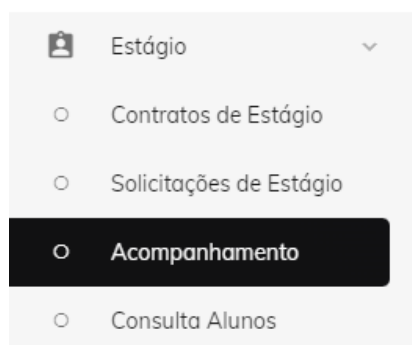 Estágio
Contratos de Estágio
Solicitações de Estágio
Acompanhamento
Consulta Alunos